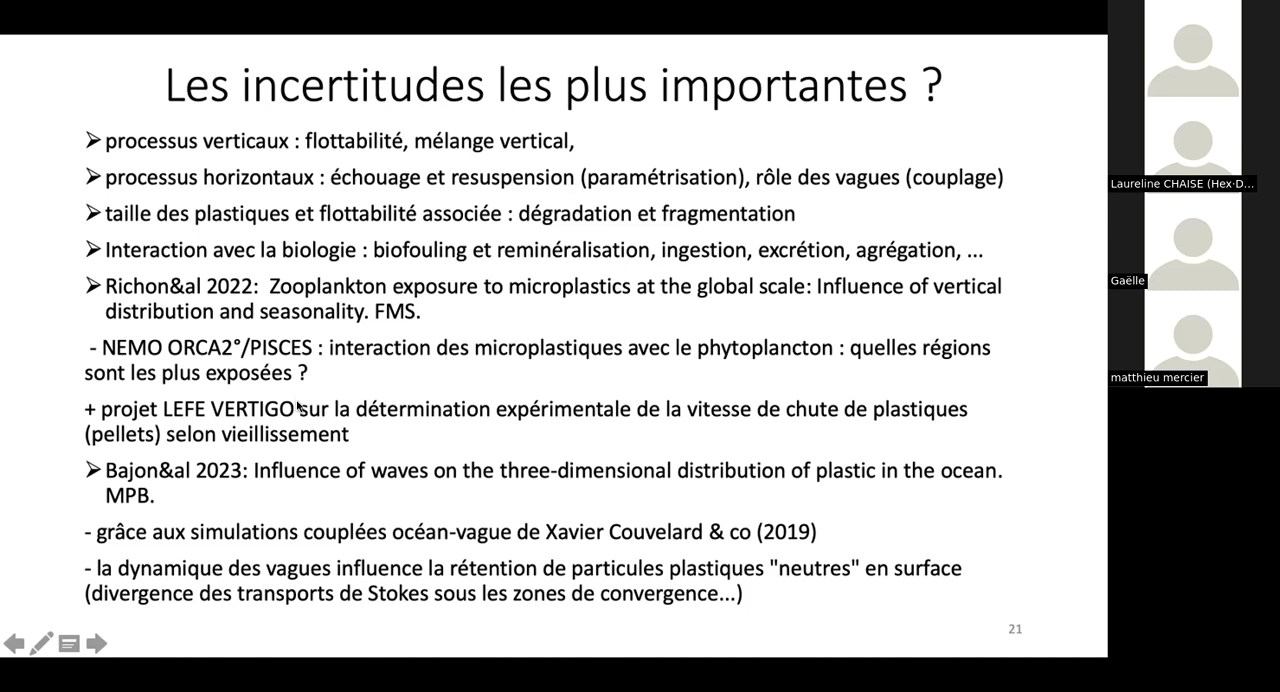 Les incertitudes les plus importantes ?
➢processus verticaux : flottabilité, mélange vertical,
➢processus horizontaux : échouage et resuspension (paramétrisation), rôle des vagues (couplage)
➢taille des plastiques et flottabilité associée : dégradation et fragmentation
➢Interaction avec la biologie : biofouling et reminéralisation, ingestion, excrétion, agrégation, ...
➢Richon&al 2022: Zooplankton exposure to microplastics at the global scale: Influence of vertical
distribution and seasonality. FMS.
- NEMO ORCA2°/PISCES : interaction des microplastiques avec le phytoplancton : quelles régions
sont les plus exposées ?
+ projet LEFE VERTIGO sur la détermination expérimentale de la vitesse de chute de plastiques
(pellets) selon vieillissement
➢Bajon&al 2023: Influence of waves on the three-dimensional distribution of plastic in the ocean.
MPB.
- grâce aux simulations couplées océan-vague de Xavier Couvelard & co (2019)
- la dynamique des vagues influence la rétention de particules plastiques "neutres" en surface
(divergence des transports de Stokes sous les zones de convergence...)
21
Laureline CHAISE (Hex·D...
Gaëlle
matthieu mercier